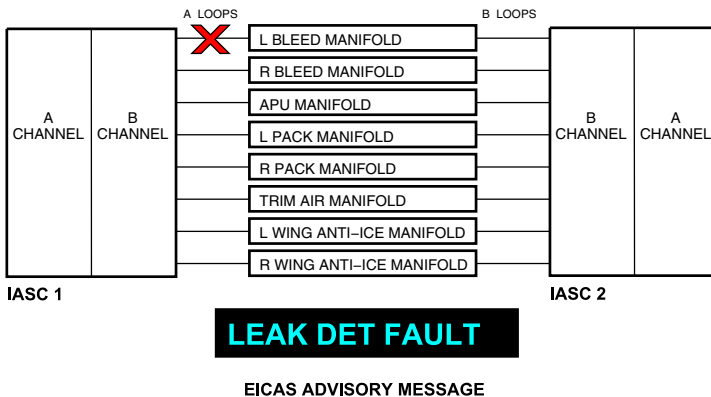 A LOOPS
B LOOPS
L BLEED MANIFOLD
R BLEED MANIFOLD
APU MANIFOLD
L PACK MANIFOLD
R PACK MANIFOLD
TRIM AIR MANIFOLD
L WING ANTI–ICE MANIFOLD
R WING ANTI–ICE MANIFOLD
A
CHANNEL
B
CHANNEL
B
CHANNEL
A
CHANNEL
IASC 1
IASC 2
LEAK DET FAULT
EICAS ADVISORY MESSAGE